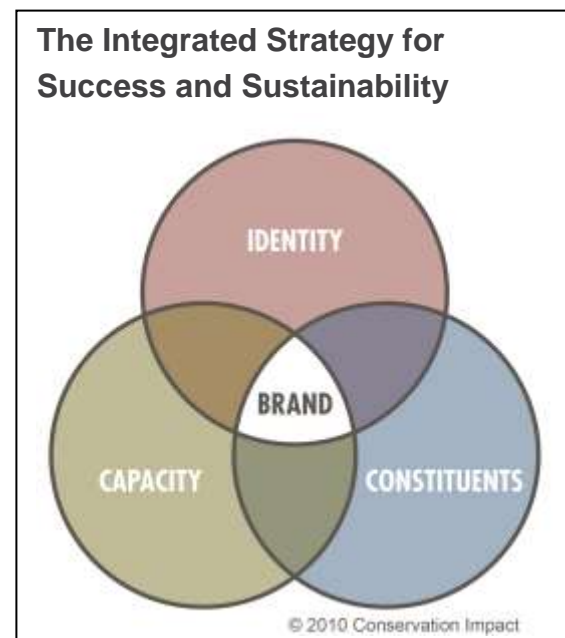 The Integrated Strategy for
Success and Sustainability
IDENTITY
BRAND
CAPACITY
CONSTITUENTS
© 2010 Conservation Impact